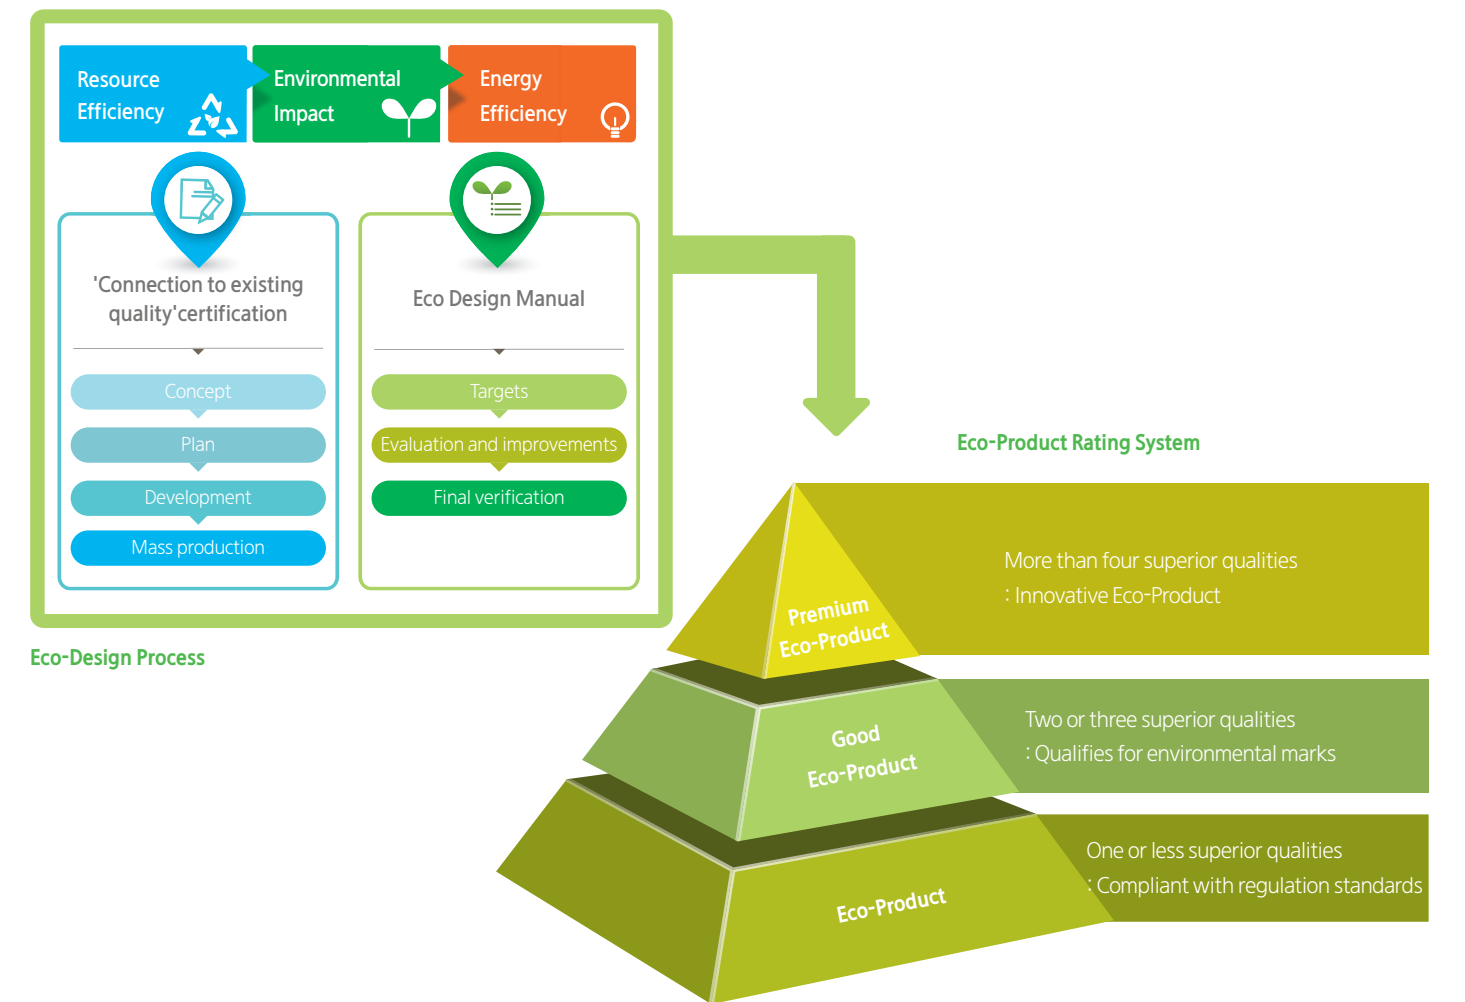 Resource
Efficiency
Environmental
Impact
Energy
Efficiency
'Connection to existing
quality'certification
Concept
Plan
Development
Mass production
Eco Design Manual
Targets
Evaluation and improvements
Final verification
Eco-Design Process
Eco-Product Rating System
Premium
Eco-Product
More than four superior qualities
: Innovative Eco-Product
Good
Eco-Product
Two or three superior qualities
: Qualifies for environmental marks
Eco-Product
One or less superior qualities
: Compliant with regulation standards